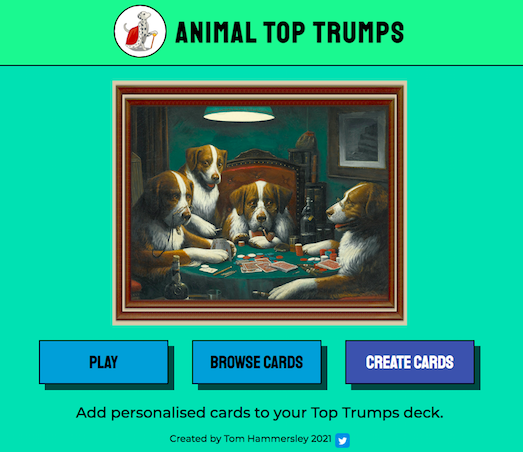 ANIMAL TOP TRUMPS
PLAY
BROWSE CARDS
CREATE CARDS
Add personalised cards to your Top Trumps deck.
Created by Tom Hammersley 2021